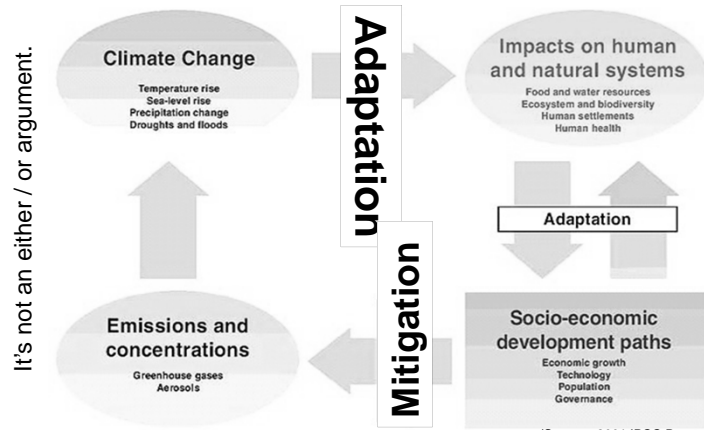 It's not an either / or argument.
Climate Change
Temperature rise
Sea-level rise
Precipitation change
Droughts and floods
Adaptation
Impacts on human
and natural systems
Food and water resources
Ecosystem and biodiversity
Human settlements
Human health
Adaptation
Emissions and
concentrations
Greenhouse gases
Aerosols
Mitigation
Socio-economic
development paths
Economic growth
Technology
Population
Governance